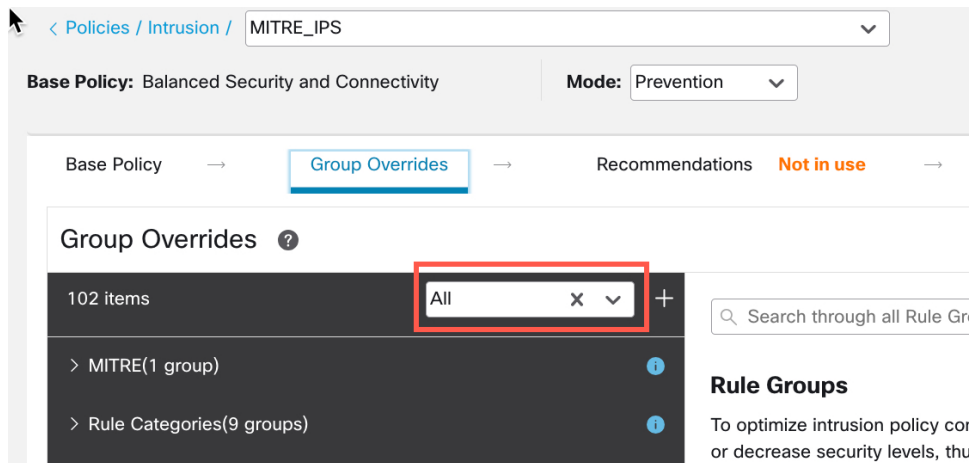 Policies / Intrusion / MITRE_IPS
Base Policy: Balanced Security and Connectivity Mode: Prevention
Base Policy → Group Overrides → Recommendations Not in use →
Group Overrides ?
102 items All X +
> MITRE(1 group) i
Search through all Rule Gr
Rule Groups
> Rule Categories(9 groups) i
To optimize intrusion policy
or decrease security levels,